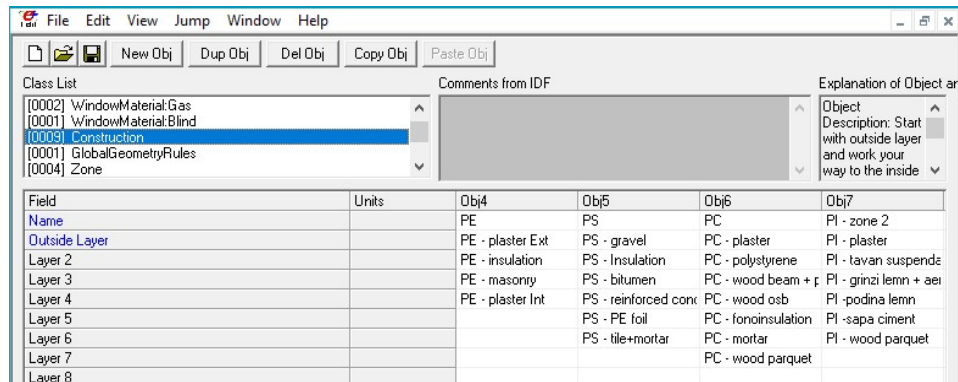 File Edit View Jump Window Help
New Obj Dup Obj Del Obj Copy Obj Paste Obj
Class List Comments from IDF Explanation of Object an
[0002] WindowMaterial:Gas
[0001] WindowMaterial:Blind
[0009] Construction
[0001] GlobalGeometryRules
[0004] Zone
Object
Description: Start
with outside layer
and work your
way to the inside
Field Units Obj4 Obj5 Obj6 Obj7
Name PE PS PC PI - zone 2
Outside Layer PE - plaster Ext PS - gravel PC - plaster PI - plaster
Layer 2 PE - insulation PS - Insulation PC - polystyrene PI - tavan suspenda
Layer 3 PE - masonry PS - bitumen PC - wood beam + p PI - grinzi lemn + aer
Layer 4 PE - plaster Int PS - reinforced conc PC - wood osb PI -podina lemn
Layer 5 PS - PE foil PC - fonoinsulation PI -sapa ciment
Layer 6 PS - tile+mortar PC - mortar PI - wood parquet
Layer 7 PC - wood parquet
Layer 8